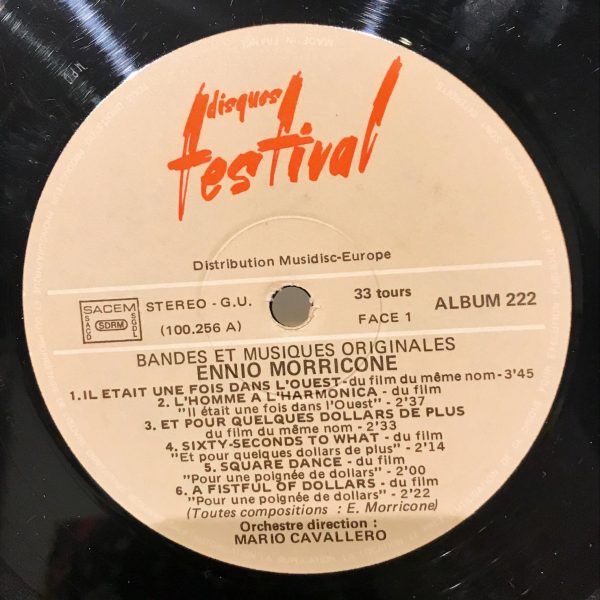 MADE IN FRANCE
disques
festival
Distribution Musidisc-Europe
SACEM
SACD SDRM SGDL
STEREO - G.U.
(100.256 A)
33 tours
FACE 1
ALBUM 222
BANDES ET MUSIQUES ORIGINALES
ENNIO MORRICONE
1.IL ETAIT UNE FOIS DANS L'OUEST-du film du même nom-3'45
2. L'HOMME A L'HARMONICA - du film
"Il était une fois dans l'Ouest" - 2'37
3. ET POUR QUELQUES DOLLARS DE PLUS
du film du même nom - 2'33
4. SIXTY-SECONDS TO WHAT - du film
"Et pour quelques dollars de plus" - 2'14
5. SQUARE DANCE - du film
"Pour une poignée de dollars" - 2'00
6. A FISTFUL OF DOLLARS - du film
"Pour une poignée de dollars" - 2'22
(Toutes compositions : E. Morricone)
Orchestre direction :
MARIO CAVALLERO